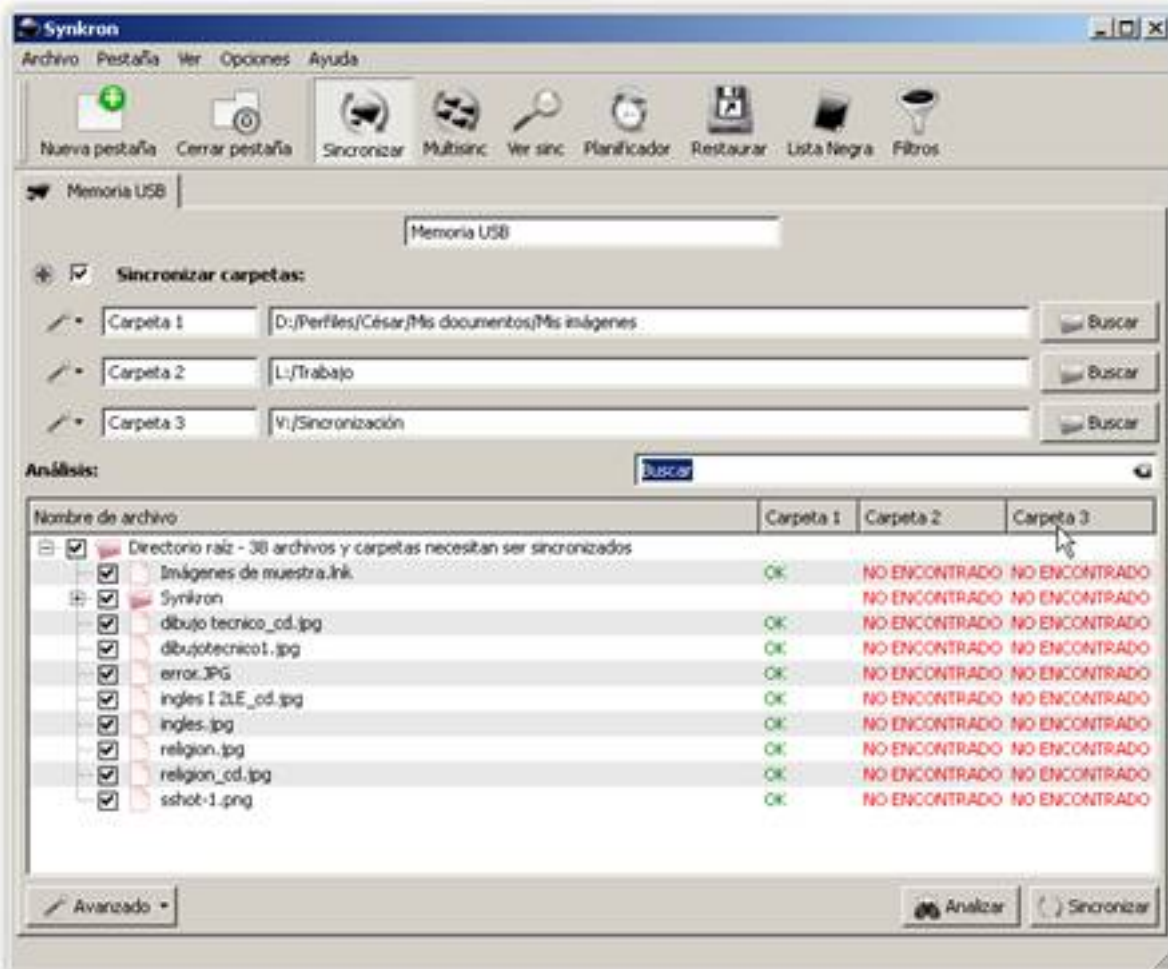 Synkron
Archivo Pestaña Ver Opciones Ayuda
Nueva pestaña Cerrar pestaña Sincronizar Multisinc Ver sinc Planificador Restaurar Lista Negra Filtros
Memoria USB
Memoria USB
Sincronizar carpetas:
Carpeta 1 D:/Perfiles/César/Mis documentos/Mis imágenes Buscar
Carpeta 2 L:/Trabajo Buscar
Carpeta 3 V:/Sincronización Buscar
Análisis: Buscar
Nombre de archivo Carpeta 1 Carpeta 2 Carpeta 3
Directorio raíz - 38 archivos y carpetas necesitan ser sincronizados
Imágenes de muestra.lnk OK NO ENCONTRADO NO ENCONTRADO
Synkron NO ENCONTRADO NO ENCONTRADO
dibujo tecnico_cd.jpg OK NO ENCONTRADO NO ENCONTRADO
dibujotecnico1.jpg OK NO ENCONTRADO NO ENCONTRADO
error.JPG OK NO ENCONTRADO NO ENCONTRADO
ingles I 2LE_cd.jpg OK NO ENCONTRADO NO ENCONTRADO
ingles.jpg OK NO ENCONTRADO NO ENCONTRADO
religion.jpg OK NO ENCONTRADO NO ENCONTRADO
religion_cd.jpg OK NO ENCONTRADO NO ENCONTRADO
sshot-1.png OK NO ENCONTRADO NO ENCONTRADO
Avanzado Analizar Sincronizar